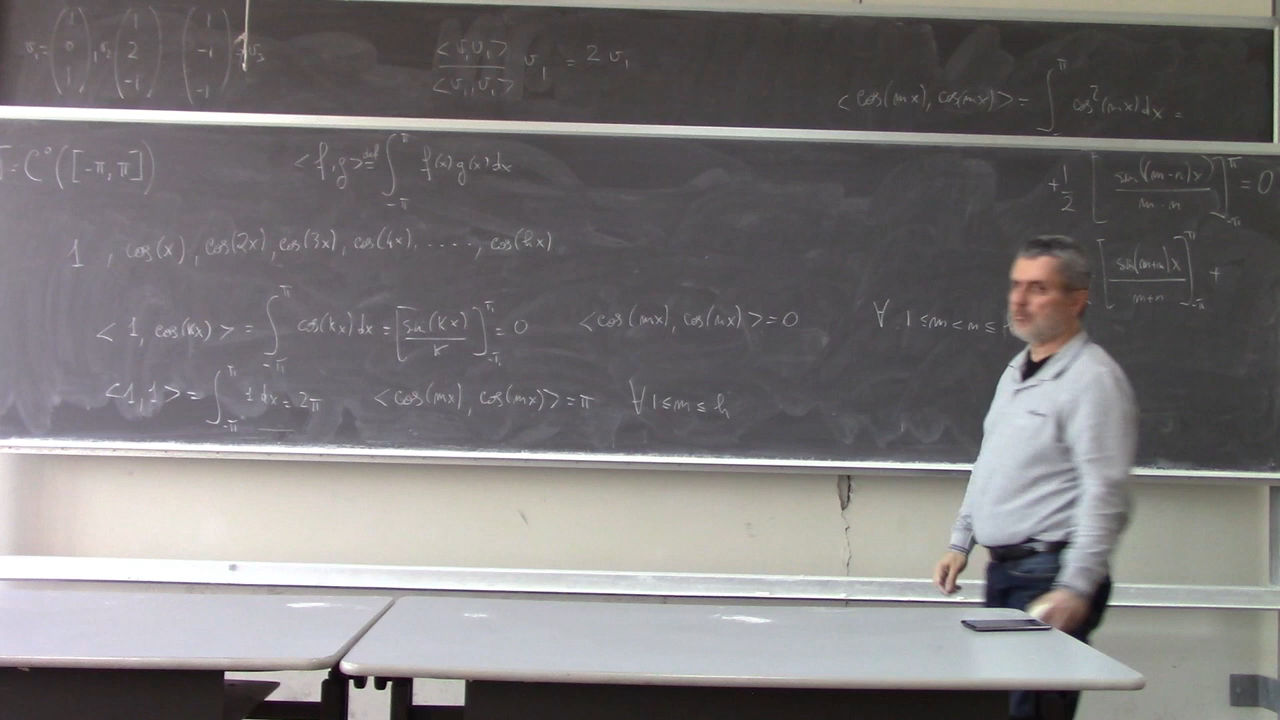 v₁ = (1 0 1), v₂ (1 2 -1) (1 -1 -1) = v₃
<v, v₁> / <v₁, v₁> v₁ = 2 v₁
<cos(mx), cos(mx)> = ∫ π cos²(mx) dx =
= C⁰([-π, π])
<f, g> def= ∫_{-π}^{π} f(x) g(x) dx
+ 1/2 [ sin((m-n)x) / m-n ]_{-π}^{π} = 0
1, cos(x), cos(2x), cos(3x), cos(4x), ....., cos(hx)
[ sin(m+n)x / m+n ]_{-π}^{π} +
<1, cos(kx)> = ∫_{-π}^{π} cos(kx) dx = [ sin(kx) / k ]_{-π}^{π} = 0
<cos(mx), cos(nx)> = 0 ∀ 1 ≤ m < n ≤
<1, 1> = ∫_{-π}^{π} 1 dx = 2π
<cos(mx), cos(mx)> = π ∀ 1 ≤ m ≤ h